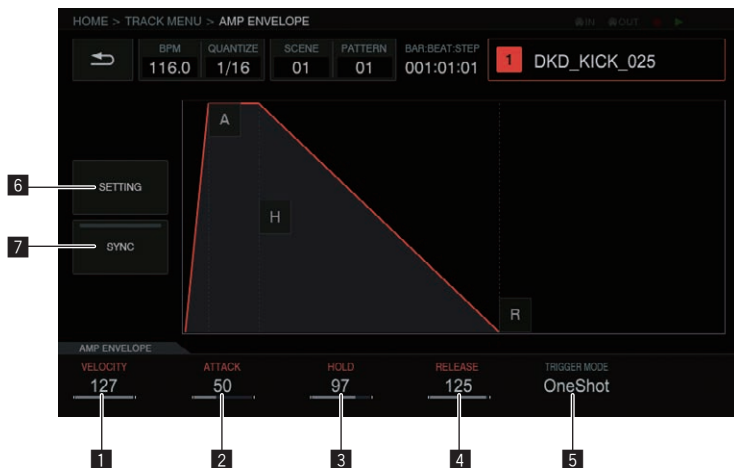 HOME > TRACK MENU > AMP ENVELOPE
IN OUT
BPM
116.0
QUANTIZE
1/16
SCENE
01
PATTERN
01
BAR:BEAT:STEP
001:01:01
1 DKD_KICK_025
A
H
R
6 SETTING
7 SYNC
AMP ENVELOPE
VELOCITY
127
ATTACK
50
HOLD
97
RELEASE
125
TRIGGER MODE
OneShot
1 2 3 4 5